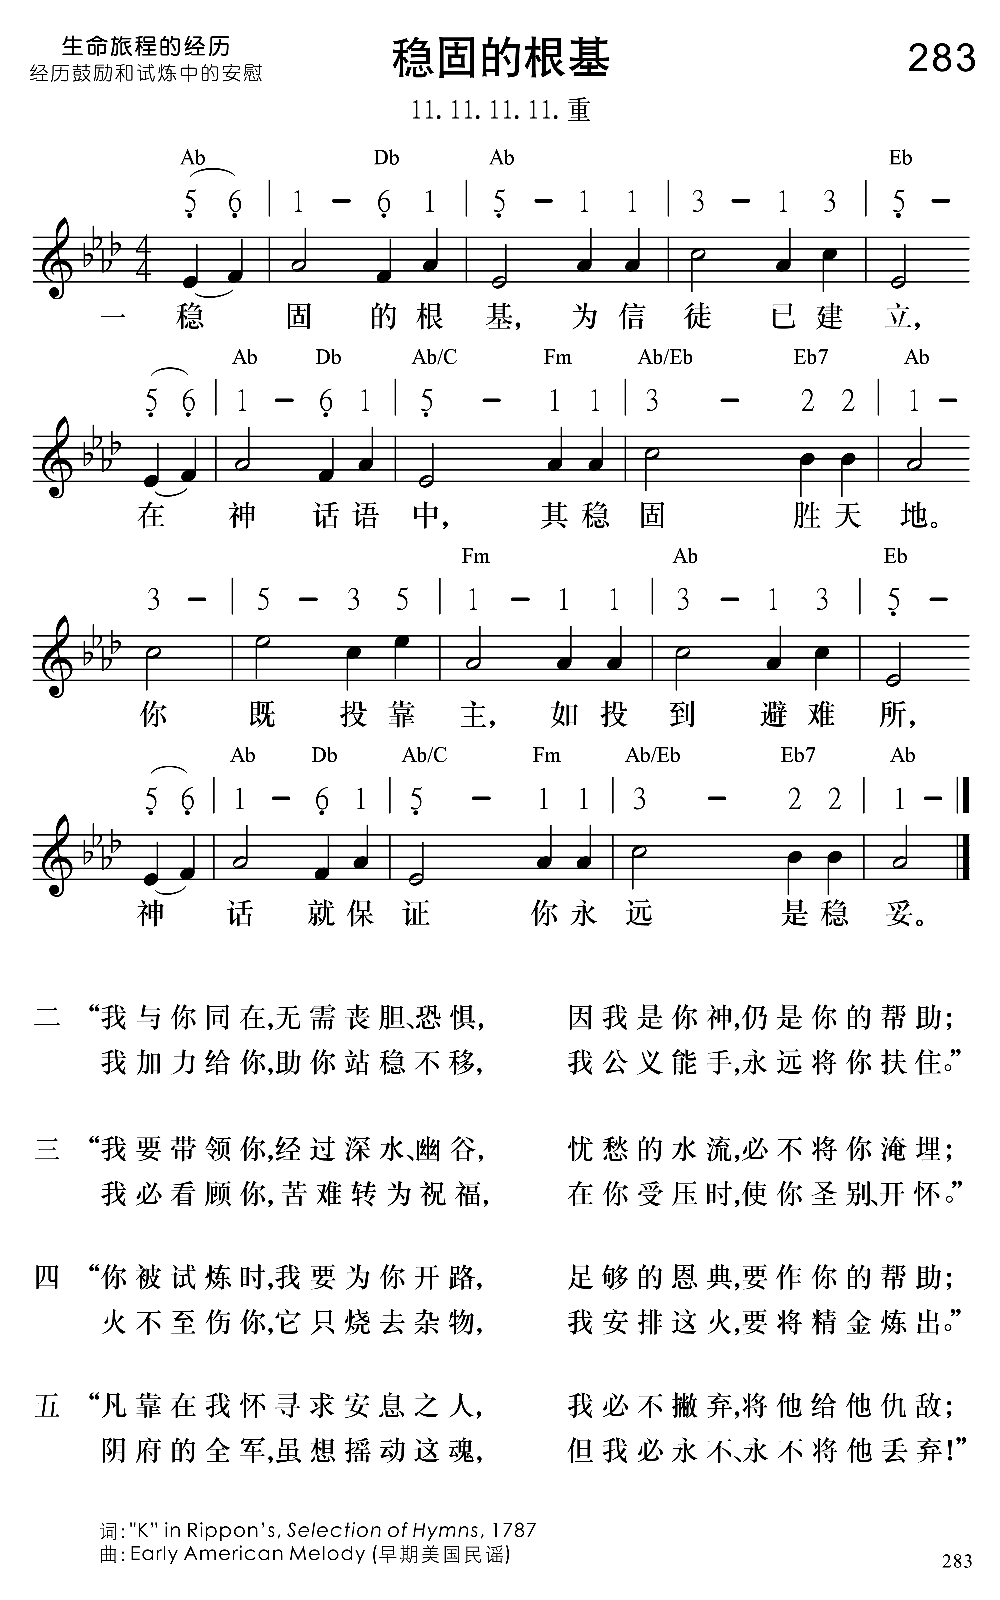 生命旅程的经历
经历鼓励和试炼中的安慰
稳固的根基
283
11. 11. 11. 11. 重
Ab Db Ab Eb
5 6 | 1 – 6 1 | 5 – 1 1 | 3 – 1 3 | 5 –
4
4
一 稳 固 的 根 基, 为 信 徒 已 建 立,
Ab Db Ab/C Fm Ab/Eb Eb7 Ab
5 6 | 1 – 6 1 | 5 – 1 1 | 3 – 2 2 | 1 –
在 神 话 语 中, 其 稳 固 胜 天 地。
Fm Ab Eb
3 – | 5 – 3 5 | 1 – 1 1 | 3 – 1 3 | 5 –
你 既 投 靠 主, 如 投 到 避 难 所,
Ab Db Ab/C Fm Ab/Eb Eb7 Ab
5 6 | 1 – 6 1 | 5 – 1 1 | 3 – 2 2 | 1 –
神 话 就 保 证 你 永 远 是 稳 妥。
二 “我与你同在,无需丧胆、恐惧, 因我是你神,仍是你的帮助;
我加力给你,助你站稳不移, 我公义能手,永远将你扶住。”
三 “我要带领你,经过深水、幽谷, 忧愁的水流,必不将你淹埋;
我必看顾你,苦难转为祝福, 在你受压时,使你圣别、开怀。”
四 “你被试炼时,我要为你开路, 足够的恩典,要作你的帮助;
火不至伤你,它只烧去杂物, 我安排这火,要将精金炼出。”
五 “凡靠在我怀寻求安息之人, 我必不撇弃,将他给他仇敌;
阴府的全军,虽想摇动这魂, 但我必永不、永不将他丢弃!”
词: "K” in Rippon’s, Selection of Hymns, 1787
曲: Early American Melody (早期美国民谣)
283